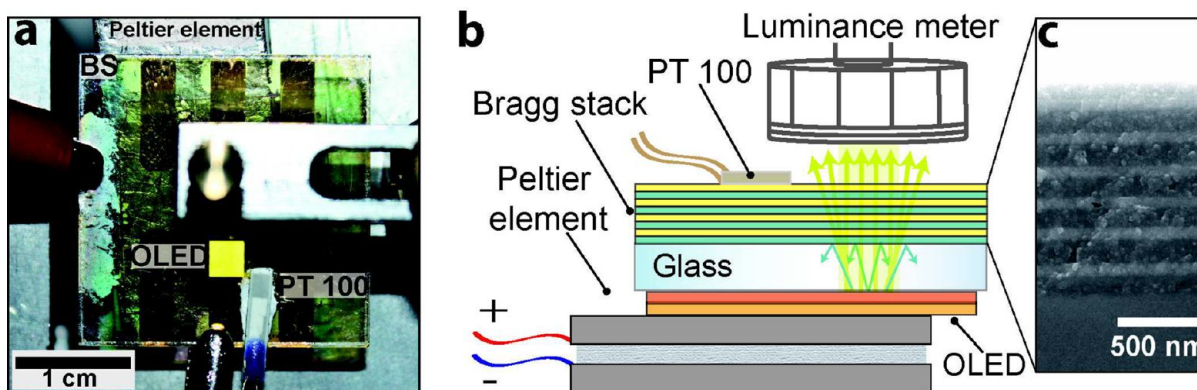 a
Peltier element
BS
OLED
PT 100
1 cm
b
Luminance meter
PT 100
Bragg stack
Peltier
element
Glass
+
-
OLED
c
500 nm